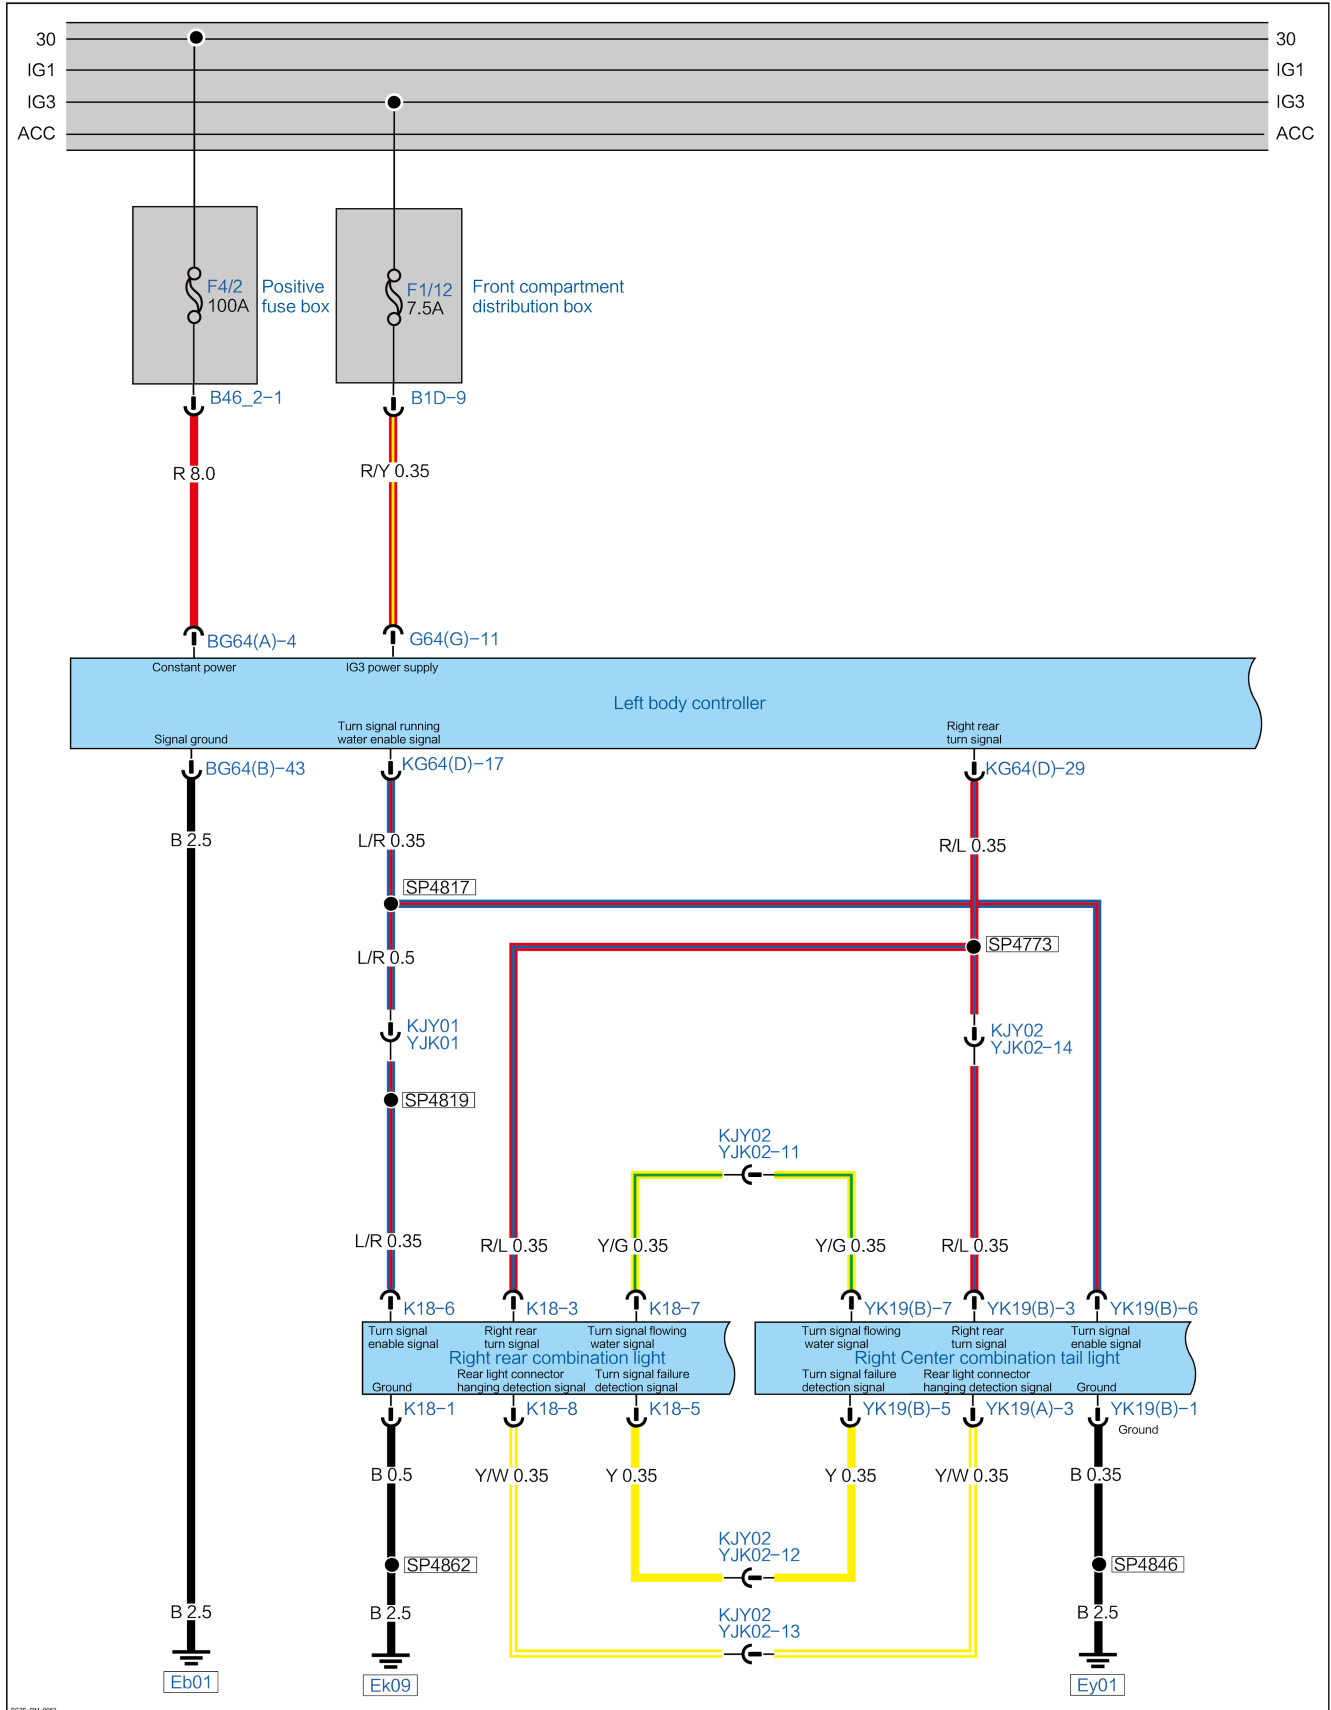 30
30
IG1
IG1
IG3
IG3
ACC
ACC
F4/2
100A
Positive
fuse box
F1/12
7.5A
Front compartment
distribution box
B46_2-1
B1D-9
R 8.0
R/Y 0.35
BG64(A)-4
G64(G)-11
Constant power
IG3 power supply
Left body controller
Signal ground
Turn signal running
water enable signal
Right rear
turn signal
BG64(B)-43
KG64(D)-17
KG64(D)-29
B 2.5
L/R 0.35
R/L 0.35
SP4817
SP4773
L/R 0.5
KJY01
YJK01
KJY02
YJK02-14
SP4819
KJY02
YJK02-11
L/R 0.35
R/L 0.35
Y/G 0.35
Y/G 0.35
R/L 0.35
K18-6
K18-3
K18-7
YK19(B)-7
YK19(B)-3
YK19(B)-6
Turn signal
enable signal
Right rear
turn signal
Turn signal flowing
water signal
Turn signal flowing
water signal
Right rear
turn signal
Turn signal
enable signal
Right rear combination light
Right Center combination tail light
Ground
Rear light connector
hanging detection signal
Turn signal failure
detection signal
Turn signal failure
detection signal
Rear light connector
hanging detection signal
Ground
K18-1
K18-8
K18-5
YK19(B)-5
YK19(A)-3
YK19(B)-1
Ground
B 0.5
Y/W 0.35
Y 0.35
Y 0.35
Y/W 0.35
B 0.35
KJY02
YJK02-12
SP4862
SP4846
B 2.5
B 2.5
KJY02
YJK02-13
B 2.5
Eb01
Ek09
Ey01